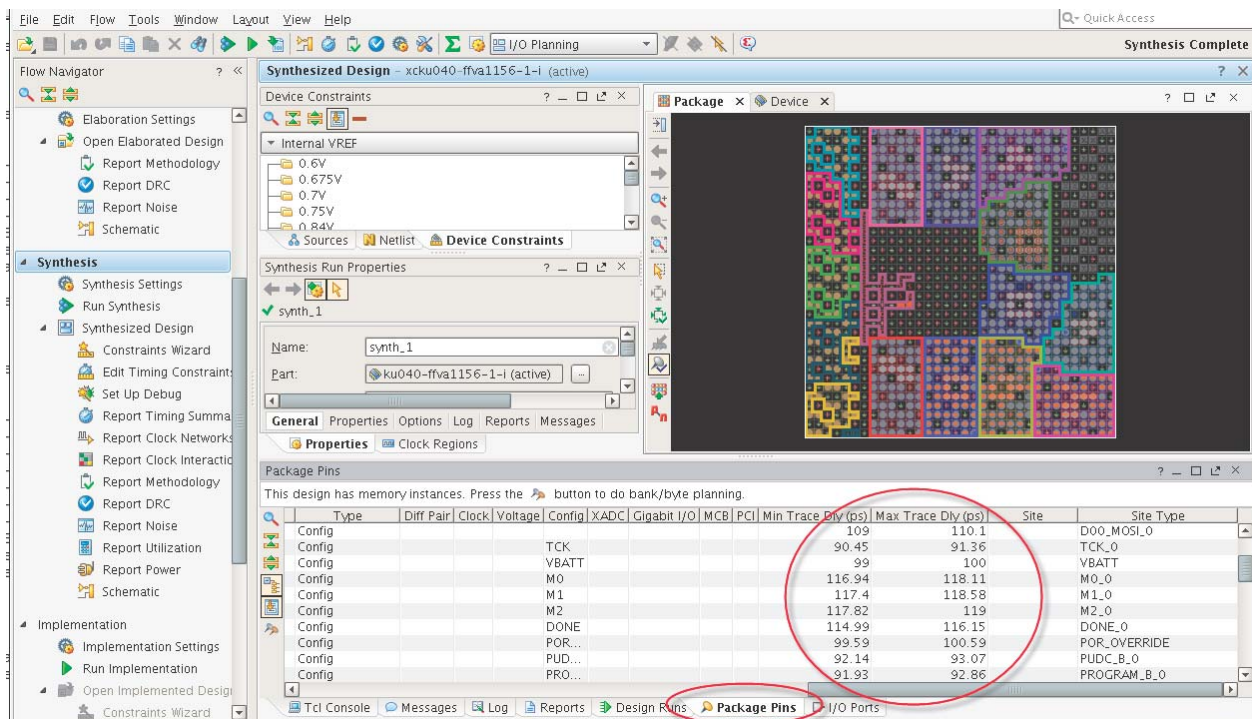 File Edit Flow Tools Window Layout View Help
Quick Access
I/O Planning
Synthesis Complete
Flow Navigator
Elaboration Settings
Open Elaborated Design
Report Methodology
Report DRC
Report Noise
Schematic
Synthesis
Synthesis Settings
Run Synthesis
Synthesized Design
Constraints Wizard
Edit Timing Constraints
Set Up Debug
Report Timing Summa
Report Clock Networks
Report Clock Interactic
Report Methodology
Report DRC
Report Noise
Report Utilization
Report Power
Schematic
Implementation
Implementation Settings
Run Implementation
Open Implemented Desig
Constraints Wizard
Synthesized Design - xcku040-ffva1156-1-i (active)
Device Constraints
Internal VREF
0.6V
0.675V
0.7V
0.75V
0.84V
Sources Netlist Device Constraints
Synthesis Run Properties
synth_1
Name: synth_1
Part: ku040-ffva1156-1-i (active)
General Properties Options Log Reports Messages
Properties Clock Regions
Package Device
Package Pins
This design has memory instances. Press the button to do bank/byte planning.
Type Diff Pair Clock Voltage Config XADC Gigabit I/O MCB PCI Min Trace Dly (ps) Max Trace Dly (ps) Site Site Type
Config 109 110.1 D00_MOSI_0
Config TCK 90.45 91.36 TCK_0
Config VBATT 99 100 VBATT
Config M0 116.94 118.11 M0_0
Config M1 117.4 118.58 M1_0
Config M2 117.82 119 M2_0
Config DONE 114.99 116.15 DONE_0
Config POR... 99.59 100.59 POR_OVERRIDE
Config PUD... 92.14 93.07 PUDC_B_0
Config PRO... 91.93 92.86 PROGRAM_B_0
Tcl Console Messages Log Reports Design Runs Package Pins I/O Ports